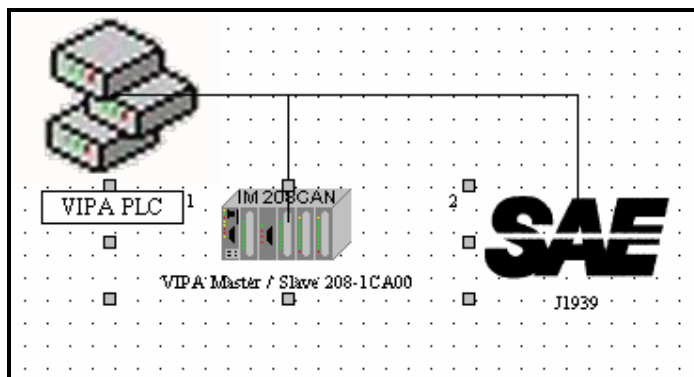 IM 208CAN
VIPA PLC
1
2
SAE
VIPA Master / Slave 208-1CA00
J1939